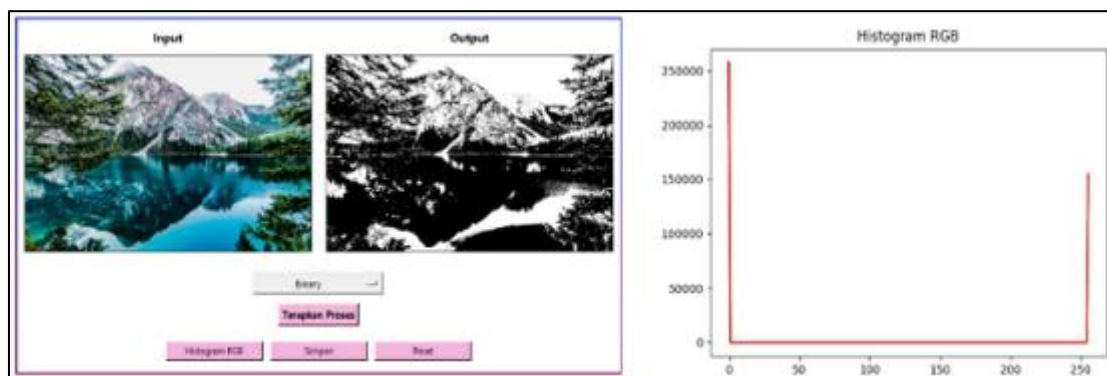 Input Output
Binary
Terapkan Proses
Histogram RGB Simpan Reset
Histogram RGB
250000
200000
150000
100000
50000
0
0 50 100 150 200 250